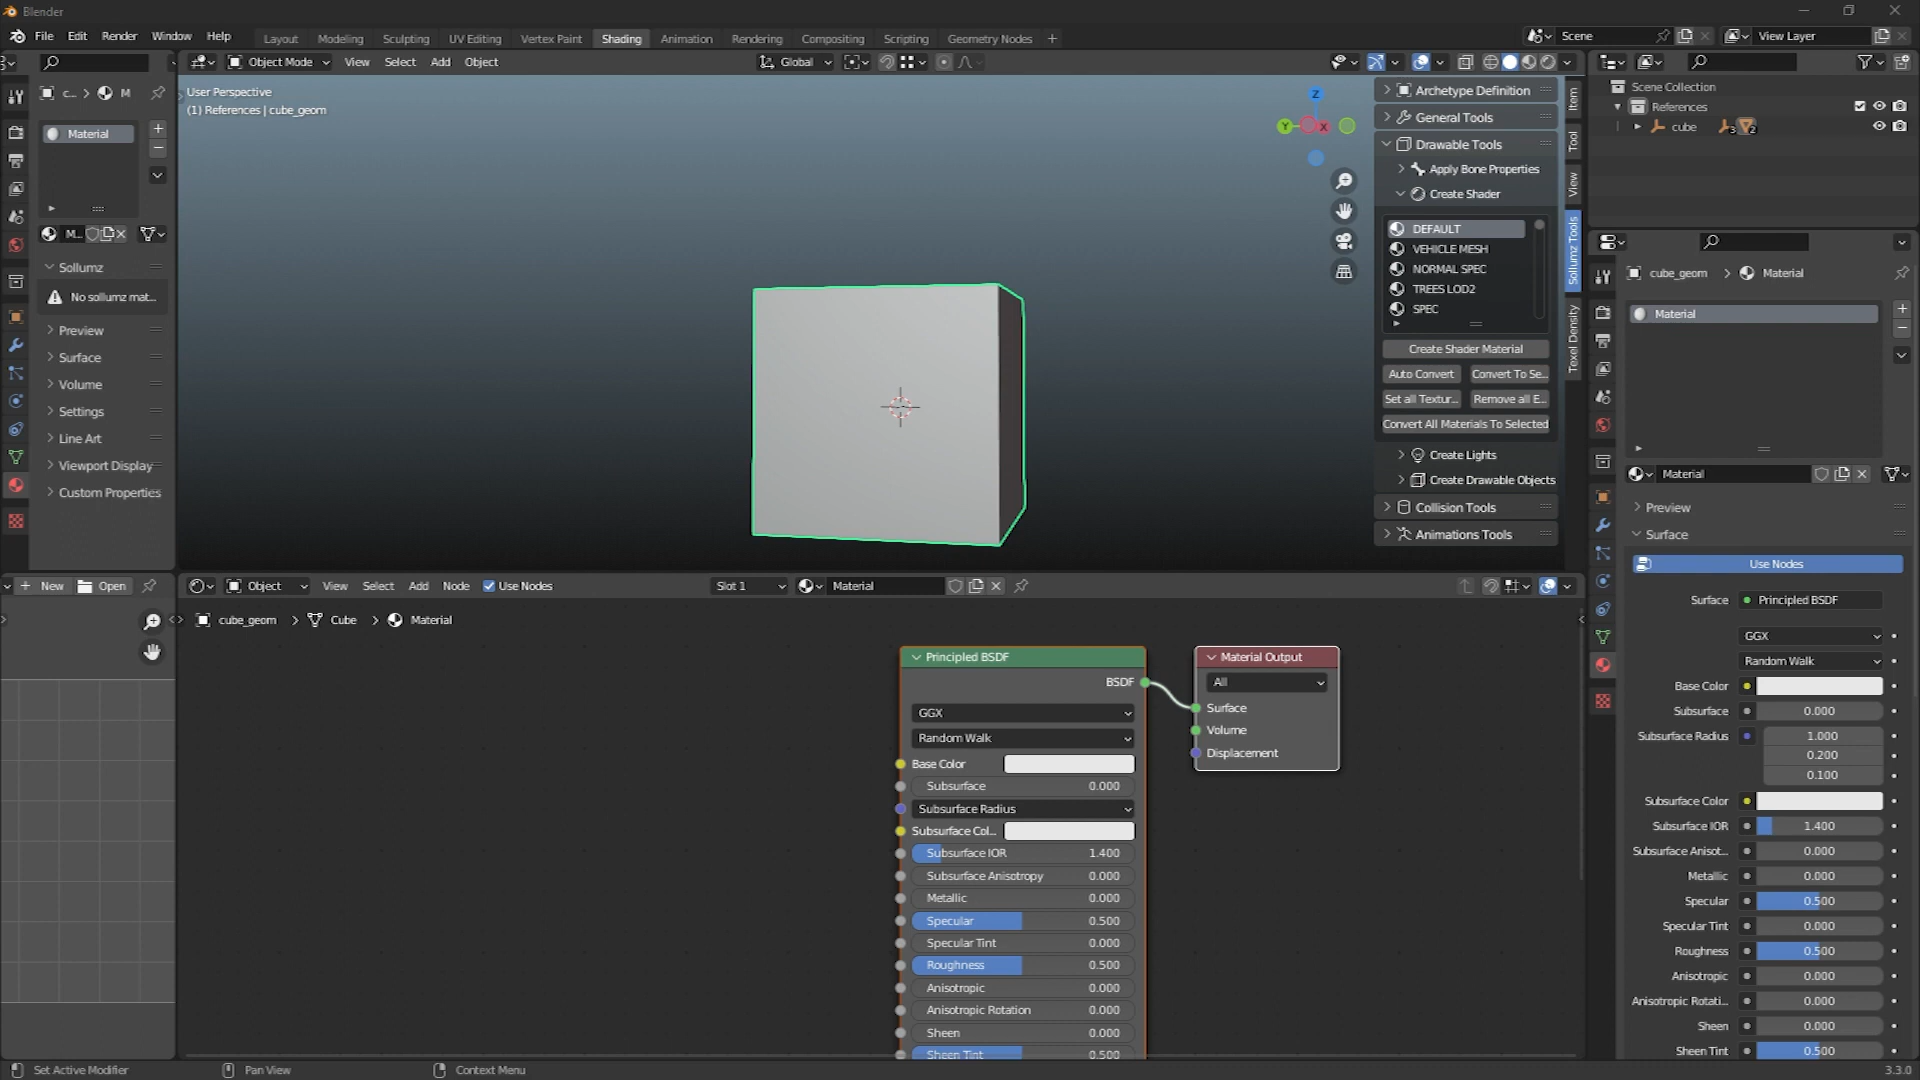 Blender
File Edit Render Window Help
Layout Modeling Sculpting UV Editing Vertex Paint Shading Animation Rendering Compositing Scripting Geometry Nodes +
Scene
View Layer
Object Mode View Select Add Object
Global
User Perspective
(1) References | cube_geom
Z
Y
X
c... > M
Material
M...
Sollumz
No sollumz mat...
Preview
Surface
Volume
Settings
Line Art
Viewport Display
Custom Properties
Archetype Definition
General Tools
Drawable Tools
Apply Bone Properties
Create Shader
DEFAULT
VEHICLE MESH
NORMAL SPEC
TREES LOD2
SPEC
Create Shader Material
Auto Convert Convert To Se...
Set all Textur... Remove all E...
Convert All Materials To Selected
Create Lights
Create Drawable Objects
Collision Tools
Animations Tools
Item
Tool
View
Sollumz Tools
Texel Density
Scene Collection
References
cube 3 2
cube_geom > Material
Material
Material
Preview
Surface
Use Nodes
Surface Principled BSDF
GGX
Random Walk
Base Color
Subsurface 0.000
Subsurface Radius 1.000
0.200
0.100
Subsurface Color
Subsurface IOR 1.400
Subsurface Anisot... 0.000
Metallic 0.000
Specular 0.500
Specular Tint 0.000
Roughness 0.500
Anisotropic 0.000
Anisotropic Rotati... 0.000
Sheen 0.000
Sheen Tint 0.500
+ New Open
Object View Select Add Node Use Nodes
Slot 1
Material
cube_geom > Cube > Material
Principled BSDF
BSDF
GGX
Random Walk
Base Color
Subsurface 0.000
Subsurface Radius
Subsurface Col...
Subsurface IOR 1.400
Subsurface Anisotropy 0.000
Metallic 0.000
Specular 0.500
Specular Tint 0.000
Roughness 0.500
Anisotropic 0.000
Anisotropic Rotation 0.000
Sheen 0.000
Sheen Tint 0.500
Material Output
All
Surface
Volume
Displacement
Set Active Modifier
Pan View
Context Menu
3.3.0